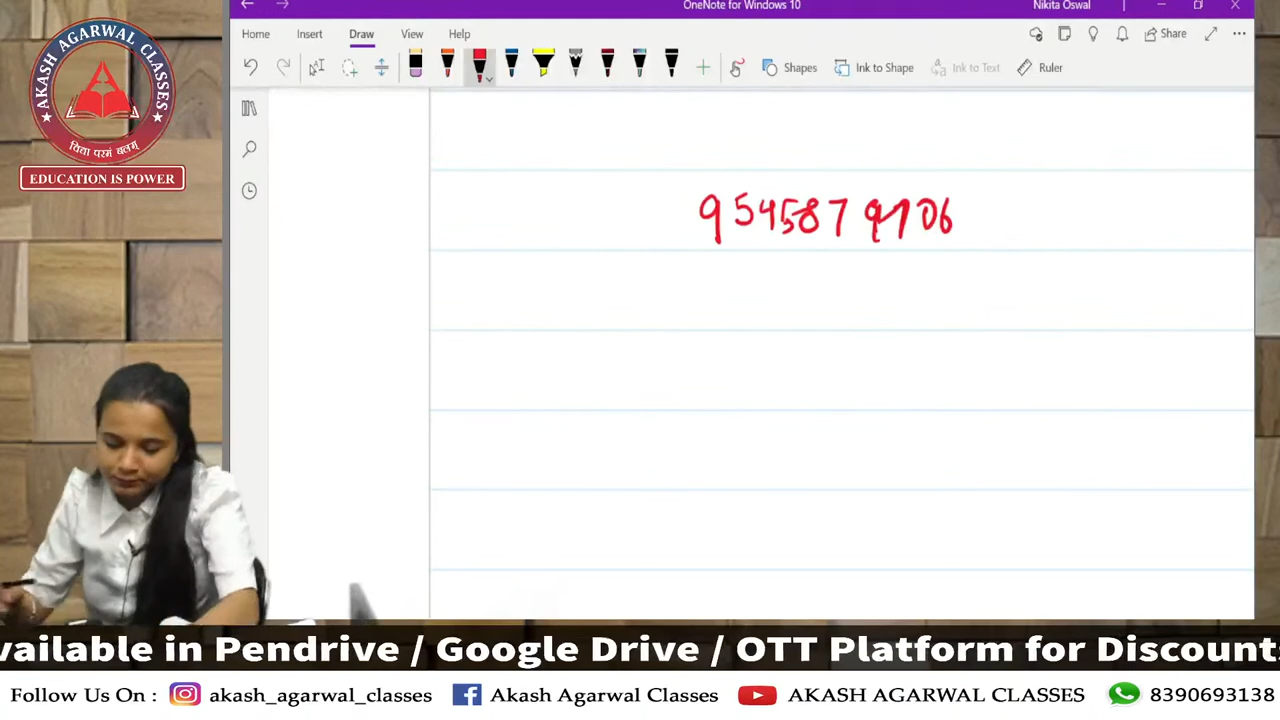 AKASH AGARWAL CLASSES
विद्या परमं बलम्
EDUCATION IS POWER
OneNote for Windows 10
Nikita Oswal
Home Insert Draw View Help
Share
Shapes Ink to Shape Ink to Text Ruler
vailable in Pendrive / Google Drive / OTT Platform for Discounts
Follow Us On : akash_agarwal_classes Akash Agarwal Classes AKASH AGARWAL CLASSES 8390693138